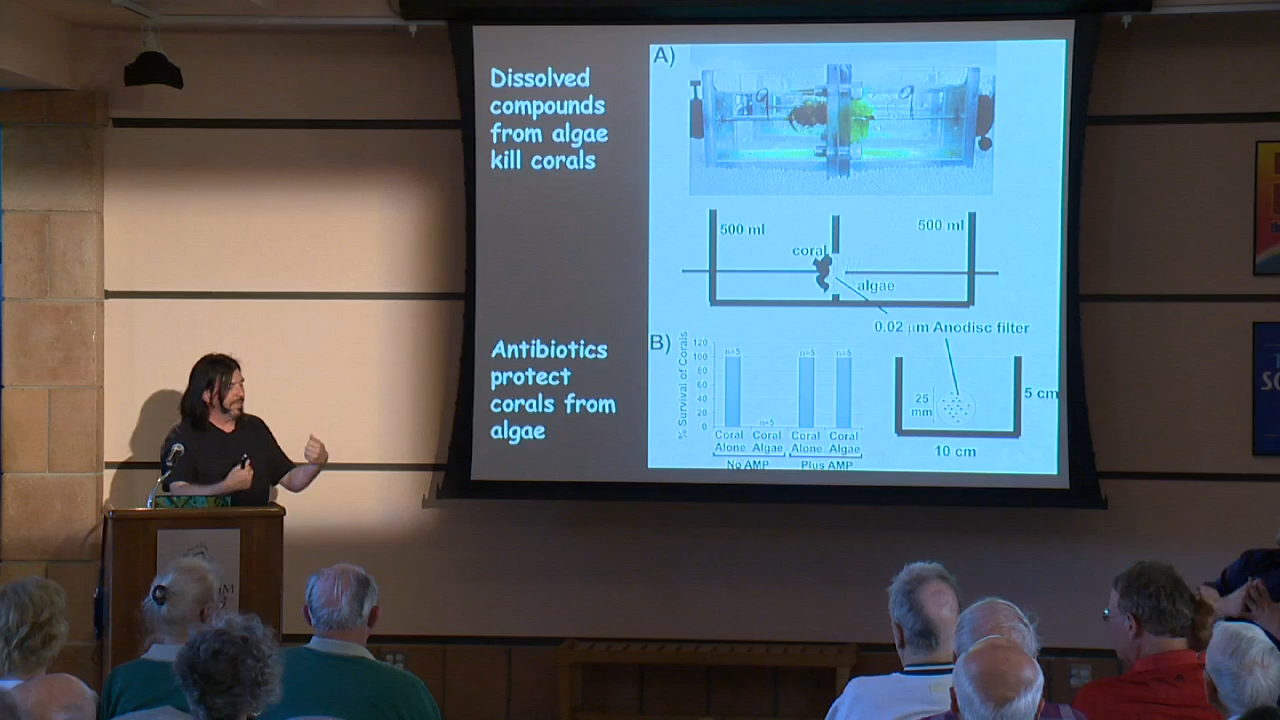 Dissolved
compounds
from algae
kill corals
A)
500 ml
500 ml
coral
algae
0.02 µm Anodisc filter
Antibiotics
protect
corals from
algae
B)
% Survival of Corals
120
100
80
60
40
20
0
n=5
n=5
n=5
n=5
Coral Alone
Coral Algae
Coral Alone
Coral Algae
No AMP
Plus AMP
25
mm
5 cm
10 cm